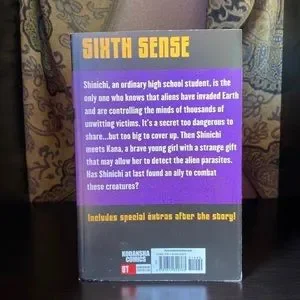 SIXTH SENSE
Shinichi, an ordinary high school student, is the
only one who knows that aliens have invaded Earth
and are controlling the minds of thousands of
unwitting victims. It's a secret too dangerous to
share...but too big to cover up. Then Shinichi
meets Kana, a brave young girl with a strange gift
that may allow her to detect the alien parasites.
Has Shinichi at last found an ally to combat
these creatures?
Includes special extras after the story!
KODANSHA
COMICS
OT